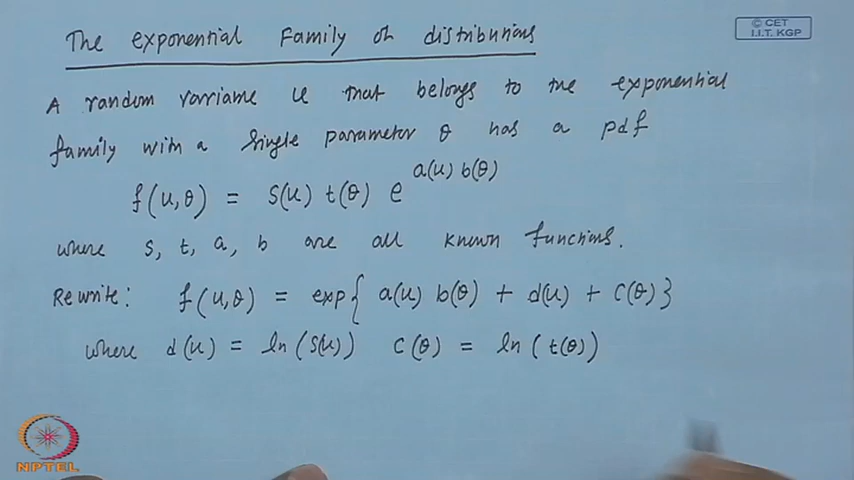 The exponential Family of distributions
© CET
I.I.T. KGP
A random variable u that belongs to the exponential
family with a single parameter θ has a pdf
f(u,θ) = s(u) t(θ) e^{a(u) b(θ)}
where s, t, a, b are all known functions.
Rewrite: f(u,θ) = exp{ a(u) b(θ) + d(u) + c(θ)}
where d(u) = ln(s(u)) c(θ) = ln(t(θ))
NPTEL